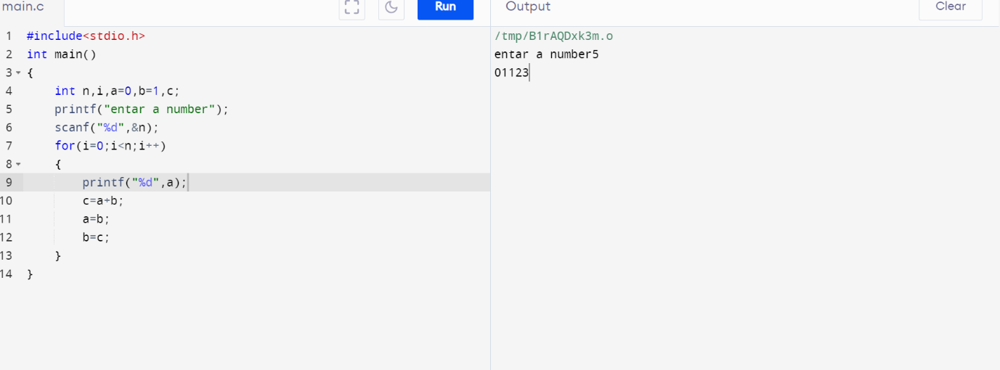 main.c
Run
Output
Clear
1 #include<stdio.h>
2 int main()
3 {
4 int n,i,a=0,b=1,c;
5 printf("entar a number");
6 scanf("%d",&n);
7 for(i=0;i<n;i++)
8 {
9 printf("%d",a);
10 c=a+b;
11 a=b;
12 b=c;
13 }
14 }
/tmp/B1rAQDxk3m.o
entar a number5
01123